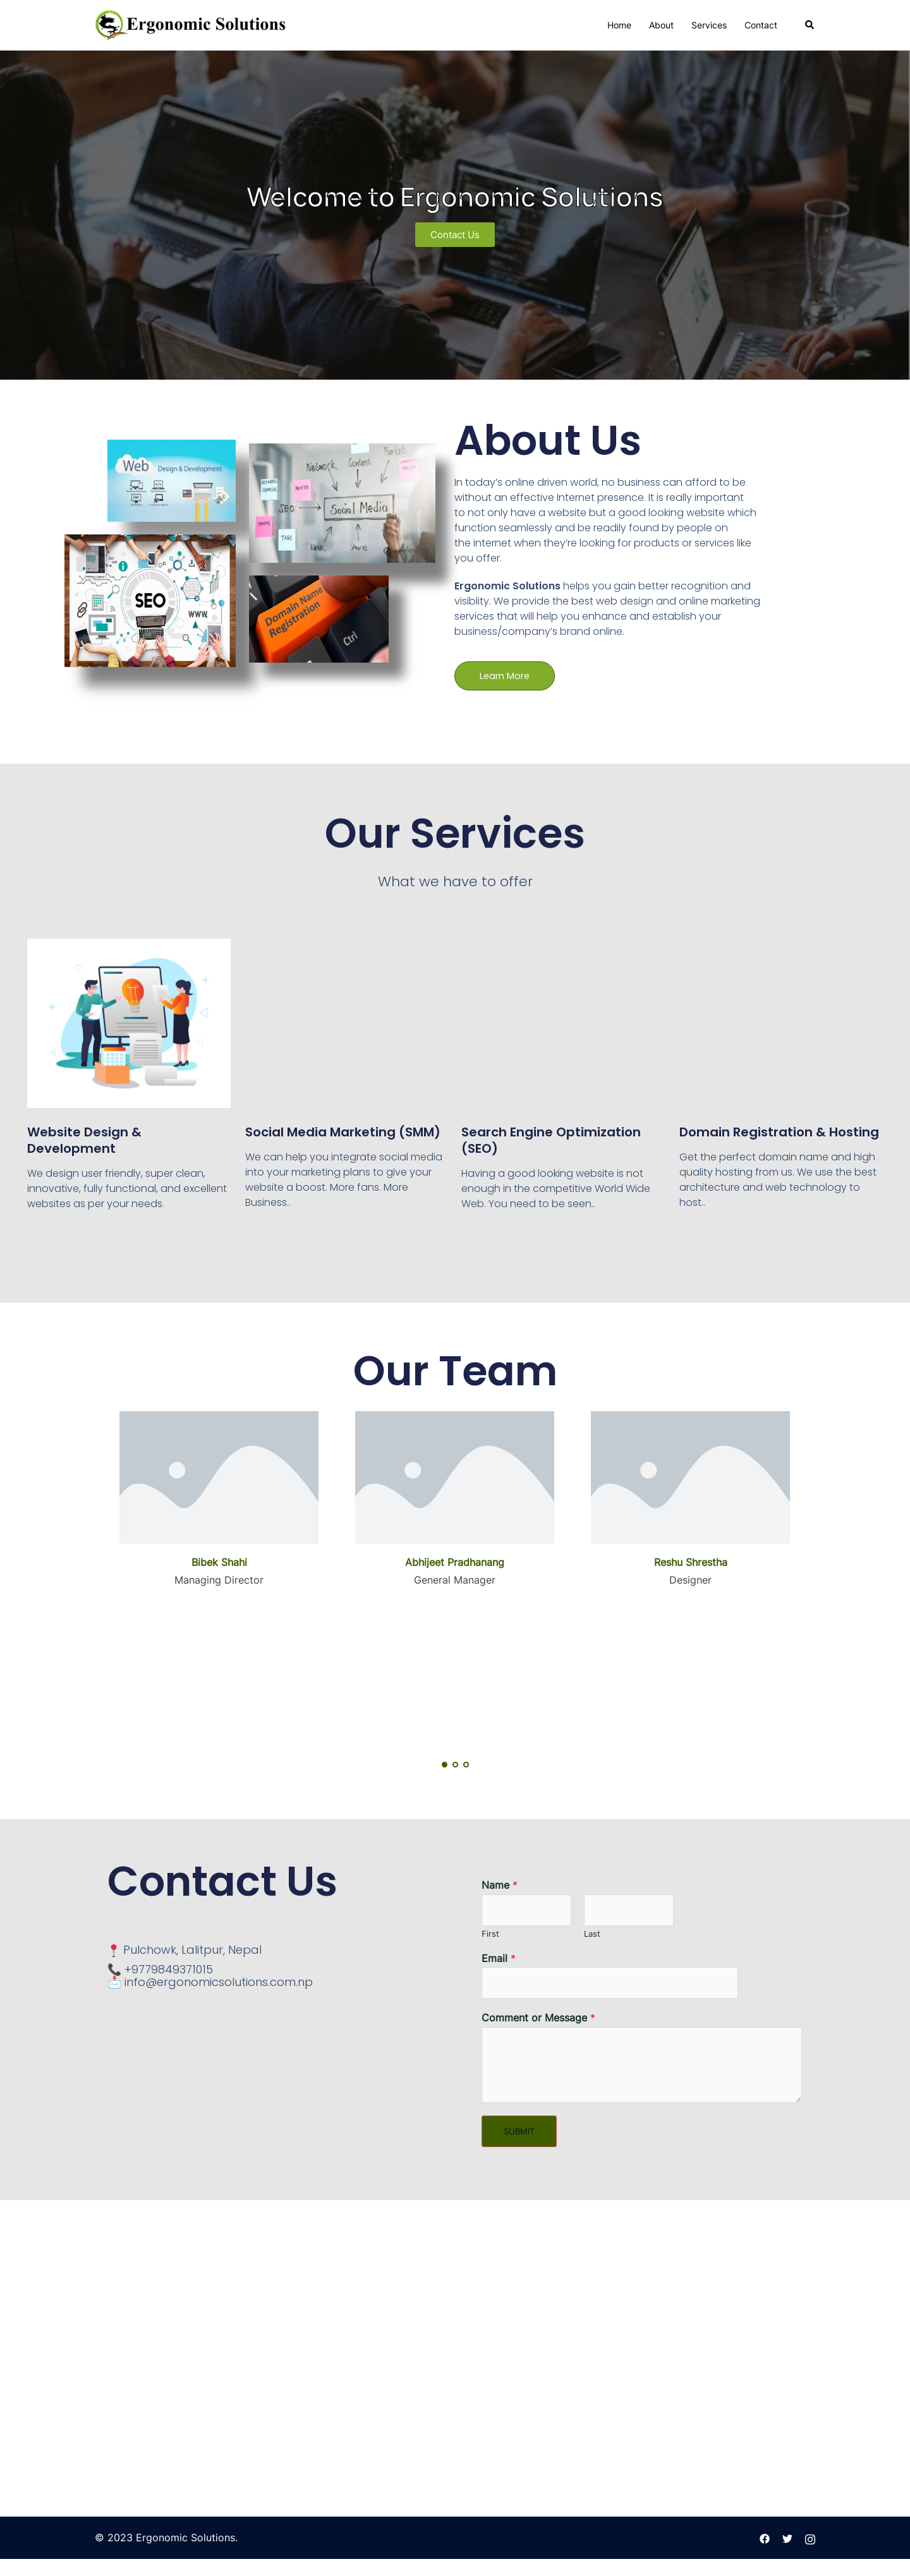 Ergonomic Solutions
Home About Services Contact
Welcome to Ergonomic Solutions
Contact Us
Web
Design & Development
Network, Content Market
SEO
Social Media
TAGS
Link
SEO
WWW.
Domain Name
Registration
Ctrl
About Us
In today's online driven world, no business can afford to be
without an effective Internet presence. It is really important
to not only have a website but a good looking website which
function seamlessly and be readily found by people on
the internet when they're looking for products or services like
you offer.
Ergonomic Solutions helps you gain better recognition and
visiblity. We provide the best web design and online marketing
services that will help you enhance and establish your
business/company's brand online.
Learn More
Our Services
What we have to offer
Website Design &
Development
We design user friendly, super clean,
innovative, fully functional, and excellent
websites as per your needs.
Social Media Marketing (SMM)
We can help you integrate social media
into your marketing plans to give your
website a boost. More fans. More
Business..
Search Engine Optimization
(SEO)
Having a good looking website is not
enough in the competitive World Wide
Web. You need to be seen..
Domain Registration & Hosting
Get the perfect domain name and high
quality hosting from us. We use the best
architecture and web technology to
host..
Our Team
Bibek Shahi
Managing Director
Abhijeet Pradhanang
General Manager
Reshu Shrestha
Designer
Contact Us
Pulchowk, Lalitpur, Nepal
+9779849371015
info@ergonomicsolutions.com.np
Name *
First Last
Email *
Comment or Message *
SUBMIT
© 2023 Ergonomic Solutions.